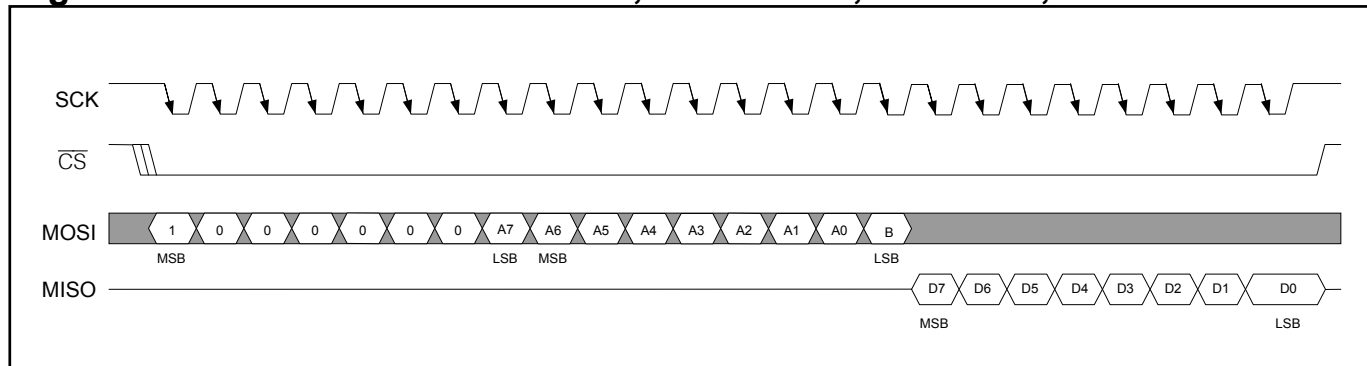 SCK
CS
MOSI 1 0 0 0 0 0 0 A7 A6 A5 A4 A3 A2 A1 A0 B
MSB LSB MSB LSB
MISO D7 D6 D5 D4 D3 D2 D1 D0
MSB LSB